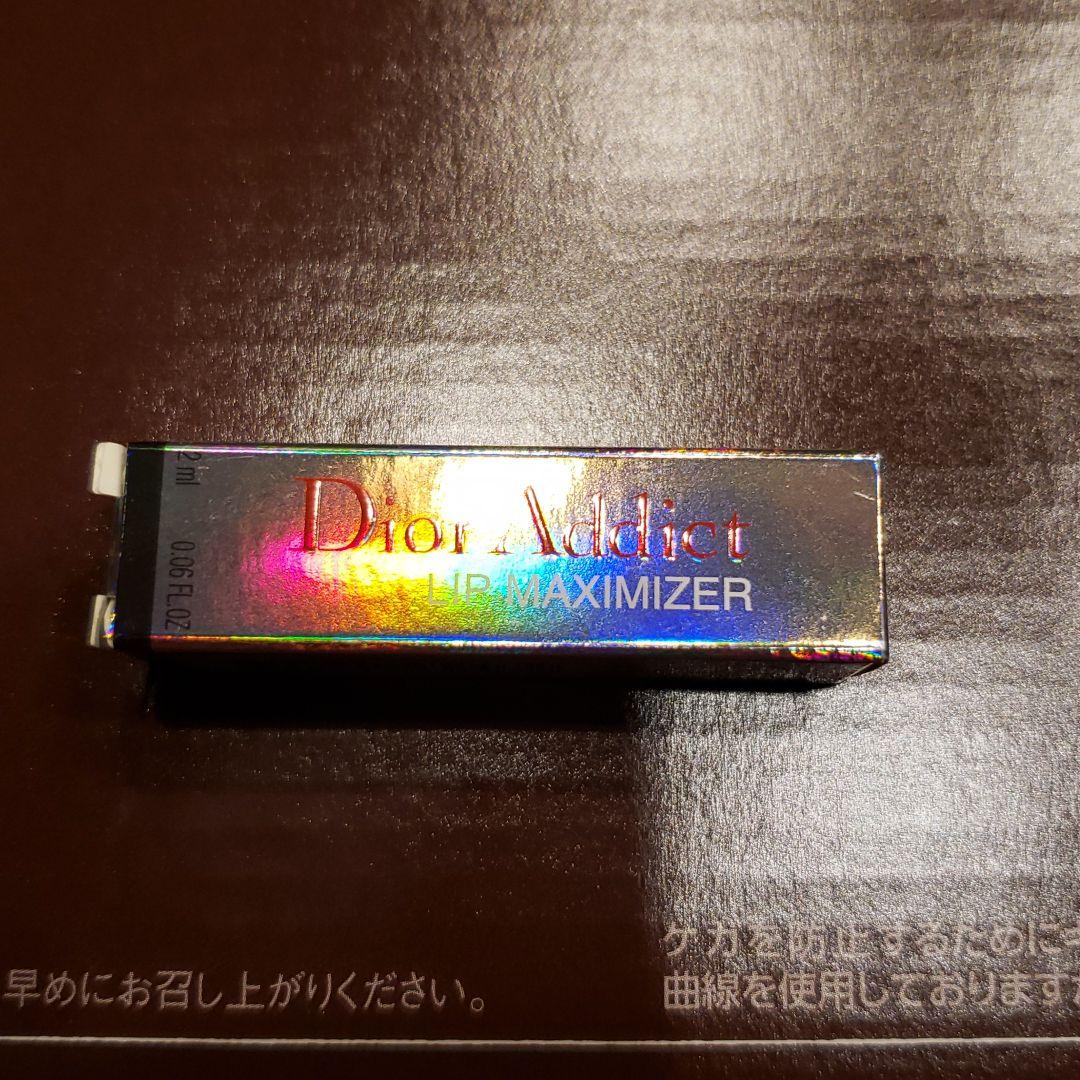 Dior Addict
LIP MAXIMIZER
2 ml 0.06 FL.OZ
ケガを防止するために
早めにお召し上がりください。
曲線を使用しております